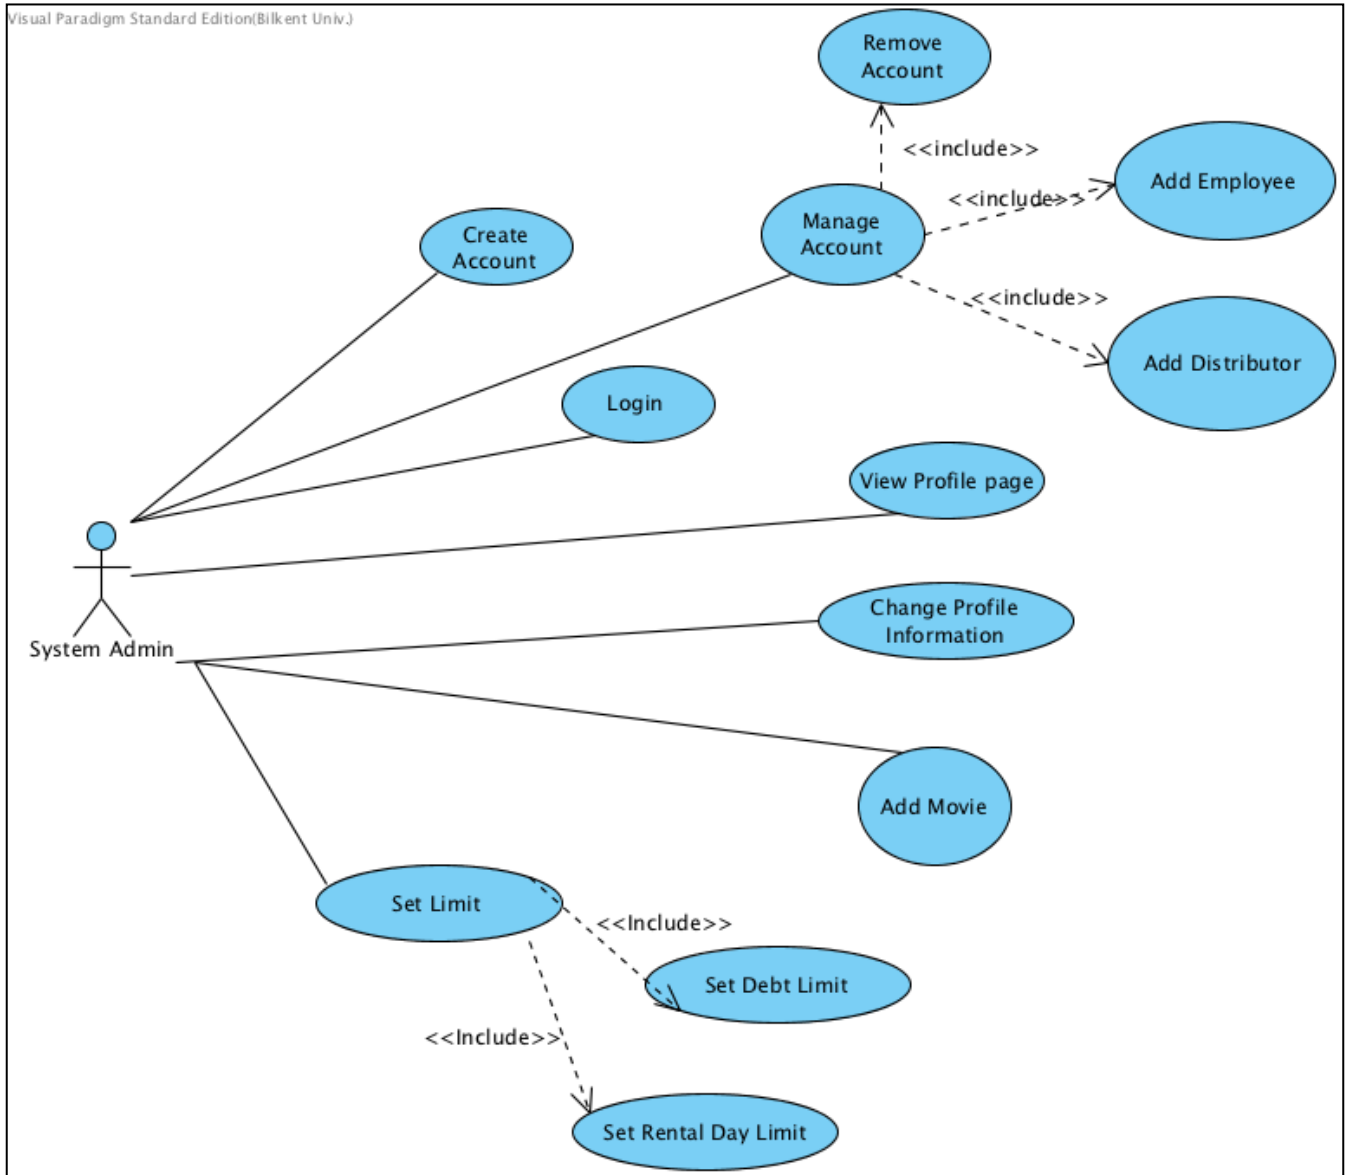 Visual Paradigm Standard Edition(Bilkent Univ.)
Remove
Account
<<include>>
Add Employee
<<include>>
Manage
Account
Create
Account
<<include>>
Add Distributor
Login
View Profile page
Change Profile
Information
System Admin
Add Movie
Set Limit
<<Include>>
Set Debt Limit
<<Include>>
Set Rental Day Limit